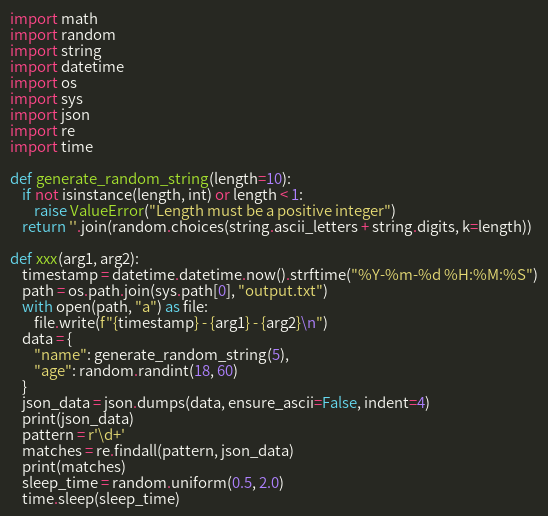 import math
import random
import string
import datetime
import os
import sys
import json
import re
import time

def generate_random_string(length=10):
    if not isinstance(length, int) or length < 1:
        raise ValueError("Length must be a positive integer")
    return ''.join(random.choices(string.ascii_letters + string.digits, k=length))

def xxx(arg1, arg2):
    timestamp = datetime.datetime.now().strftime("%Y-%m-%d %H:%M:%S")
    path = os.path.join(sys.path[0], "output.txt")
    with open(path, "a") as file:
        file.write(f"{timestamp} - {arg1} - {arg2}\n")
    data = {
        "name": generate_random_string(5),
        "age": random.randint(18, 60)
    }
    json_data = json.dumps(data, ensure_ascii=False, indent=4)
    print(json_data)
    pattern = r'\d+'
    matches = re.findall(pattern, json_data)
    print(matches)
    sleep_time = random.uniform(0.5, 2.0)
    time.sleep(sleep_time)